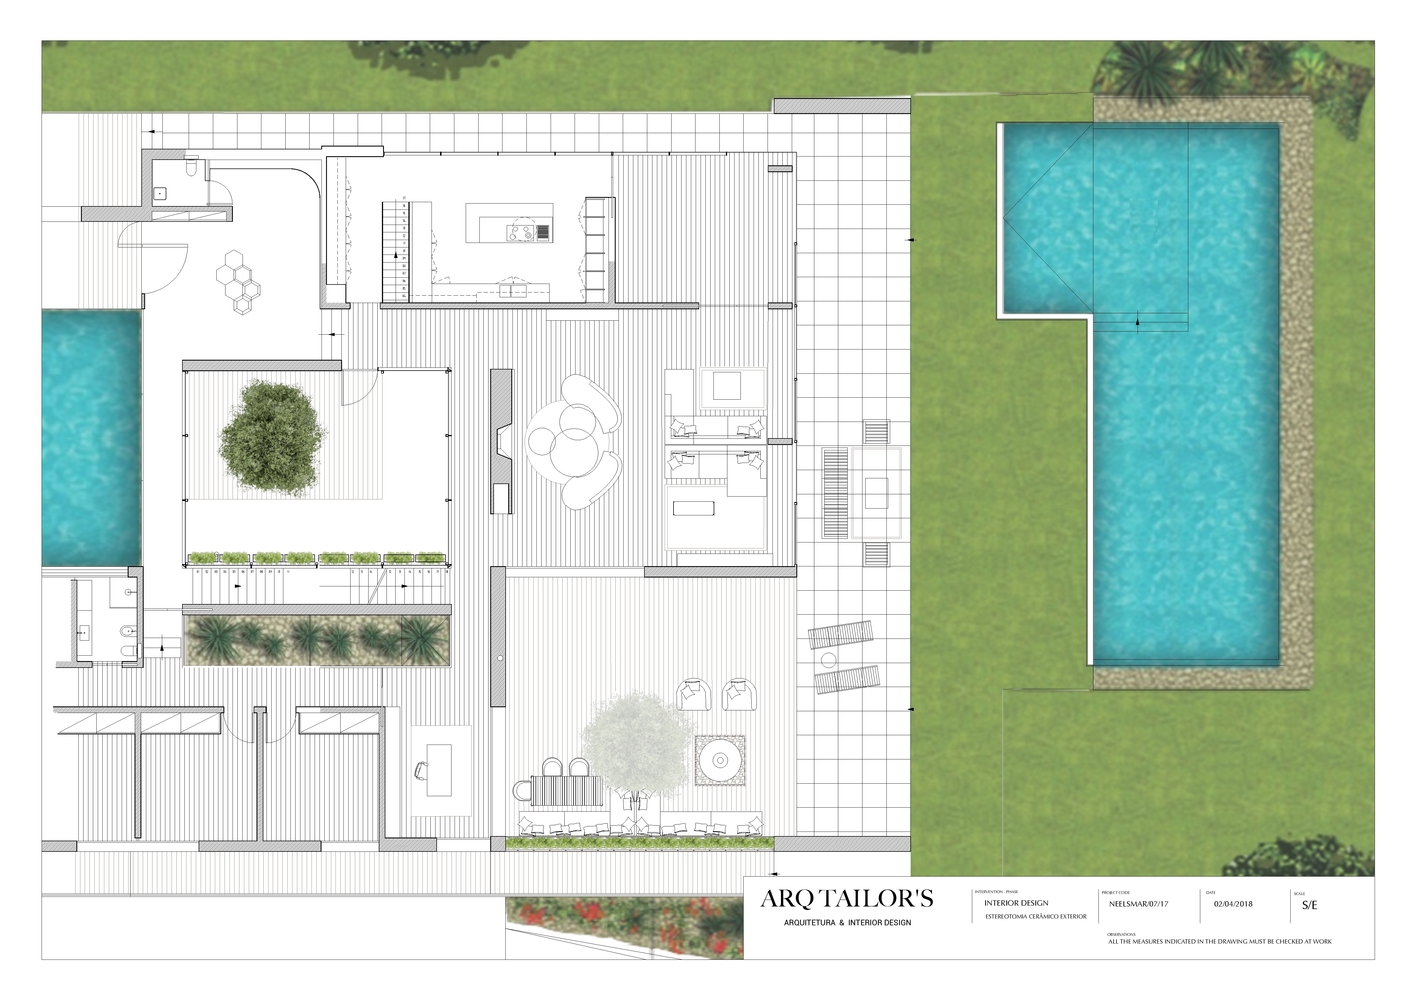 ARQ TAILOR'S
ARQUITETURA & INTERIOR DESIGN
INTERVENTION . PHASE
INTERIOR DESIGN
ESTEREOTOMIA CERÂMICO EXTERIOR
PROJECT CODE
NEELSMAR/07/17
DATE
02/04/2018
SCALE
S/E
OBSERVATIONS
ALL THE MEASURES INDICATED IN THE DRAWING MUST BE CHECKED AT WORK